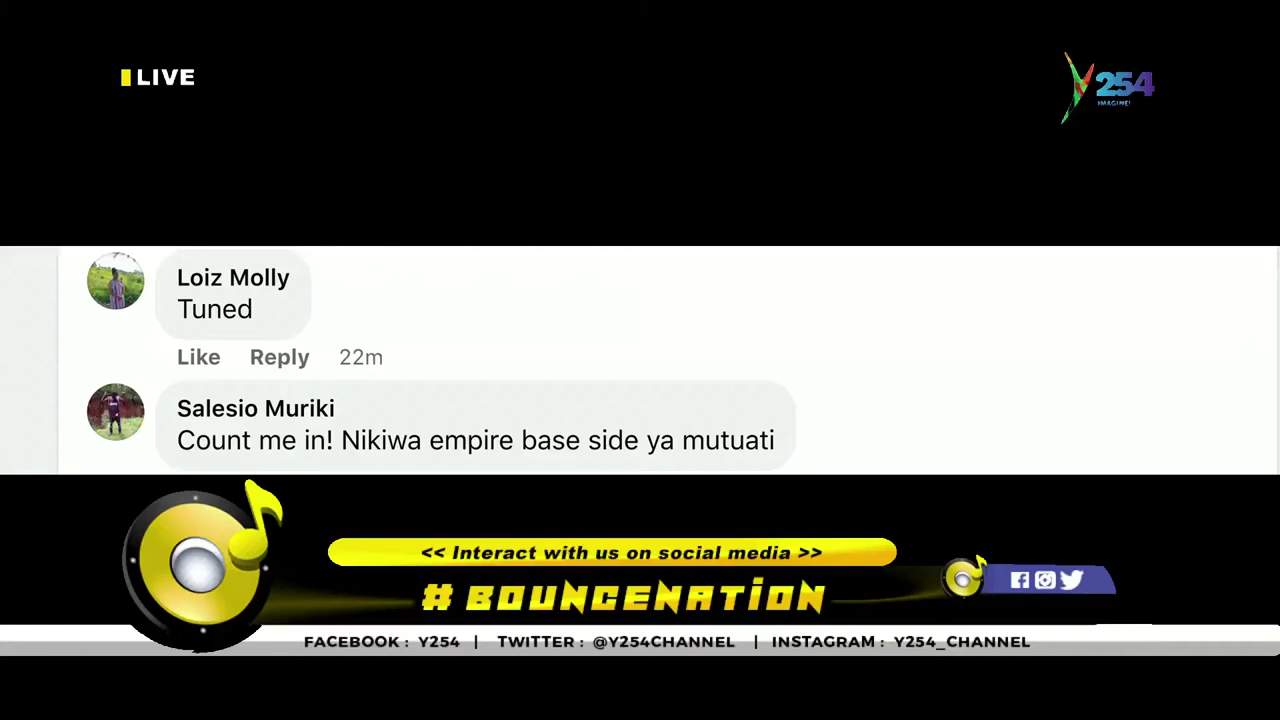 LIVE
Y254
IMAGINE!
Loiz Molly
Tuned
Like Reply 22m
Salesio Muriki
Count me in! Nikiwa empire base side ya mutuati
<< Interact with us on social media >>
# BOUNCENATION
FACEBOOK : Y254 | TWITTER : @Y254CHANNEL | INSTAGRAM : Y254_CHANNEL